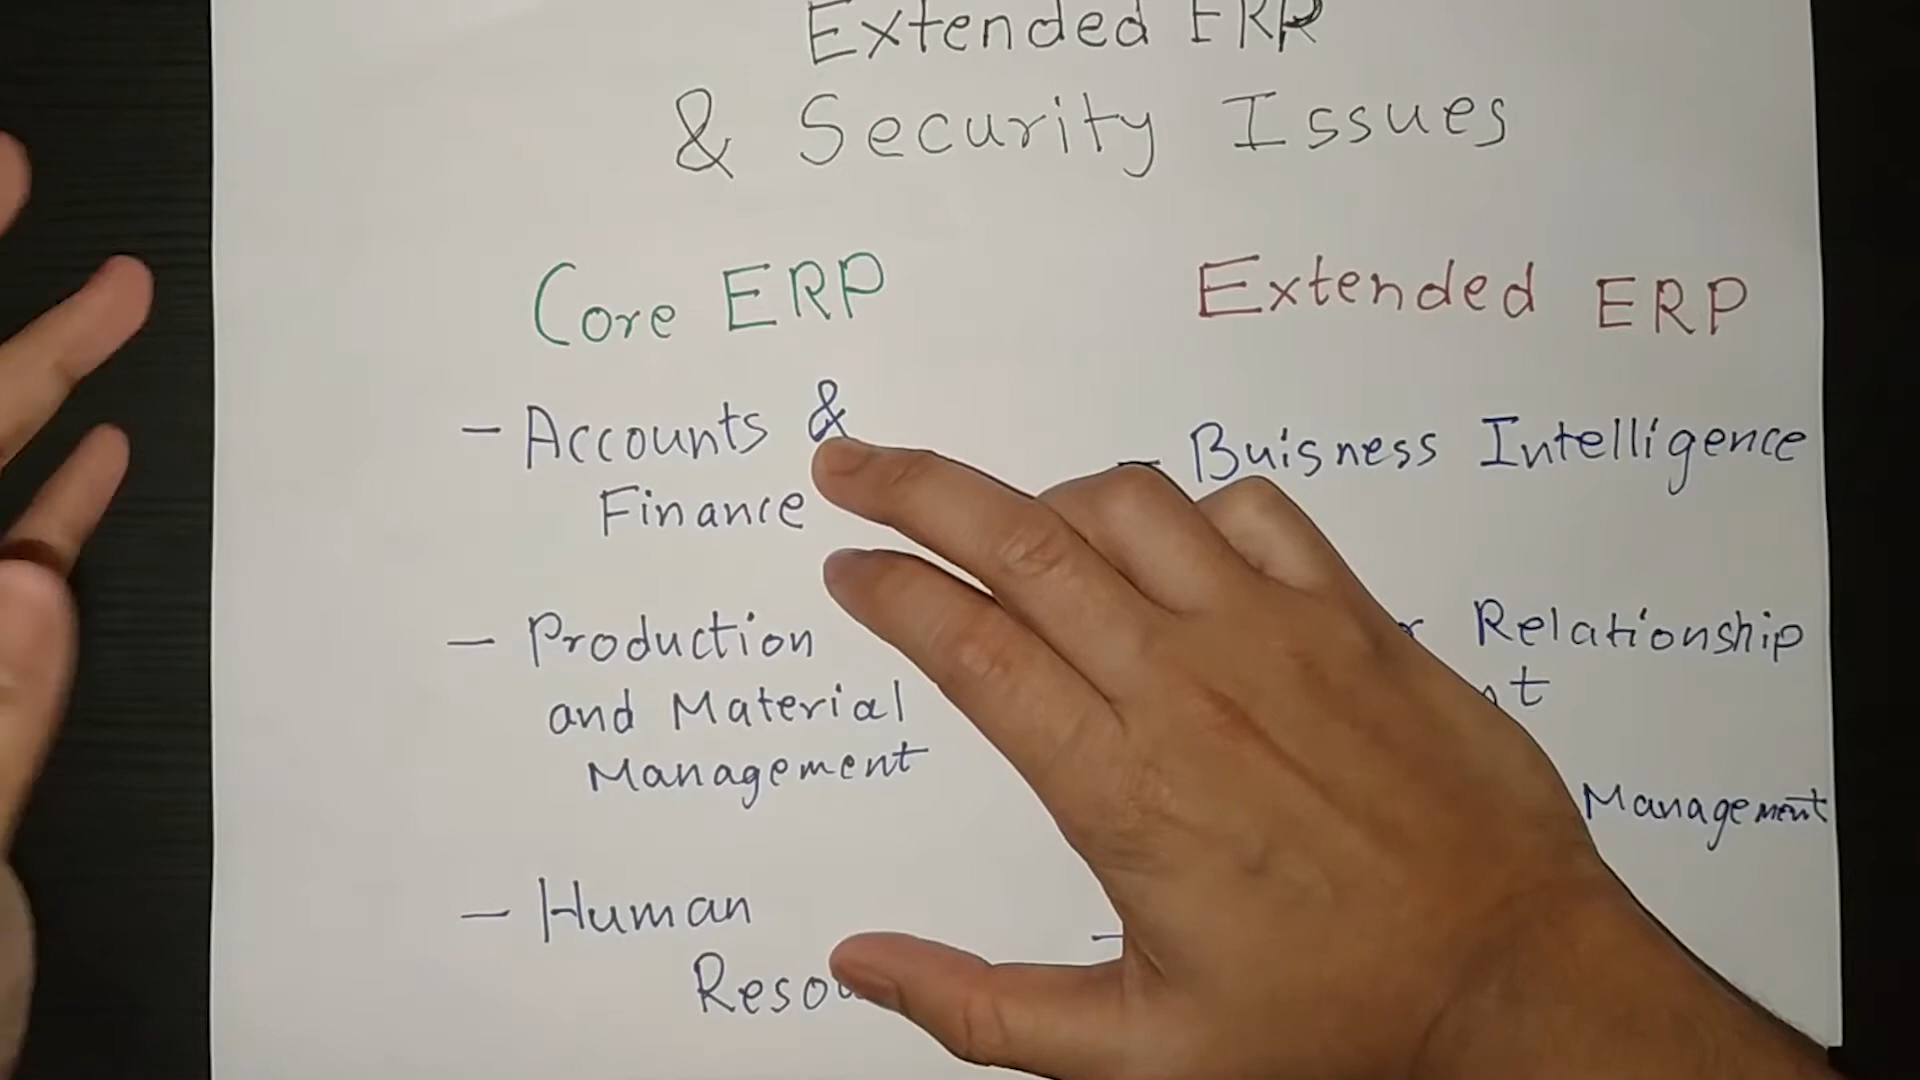 Extended ERP
& Security Issues
Core ERP
- Accounts &
Finance
- Production
and Material
Management
- Human
Extended ERP
- Buisness Intelligence
Relationship
Management
-